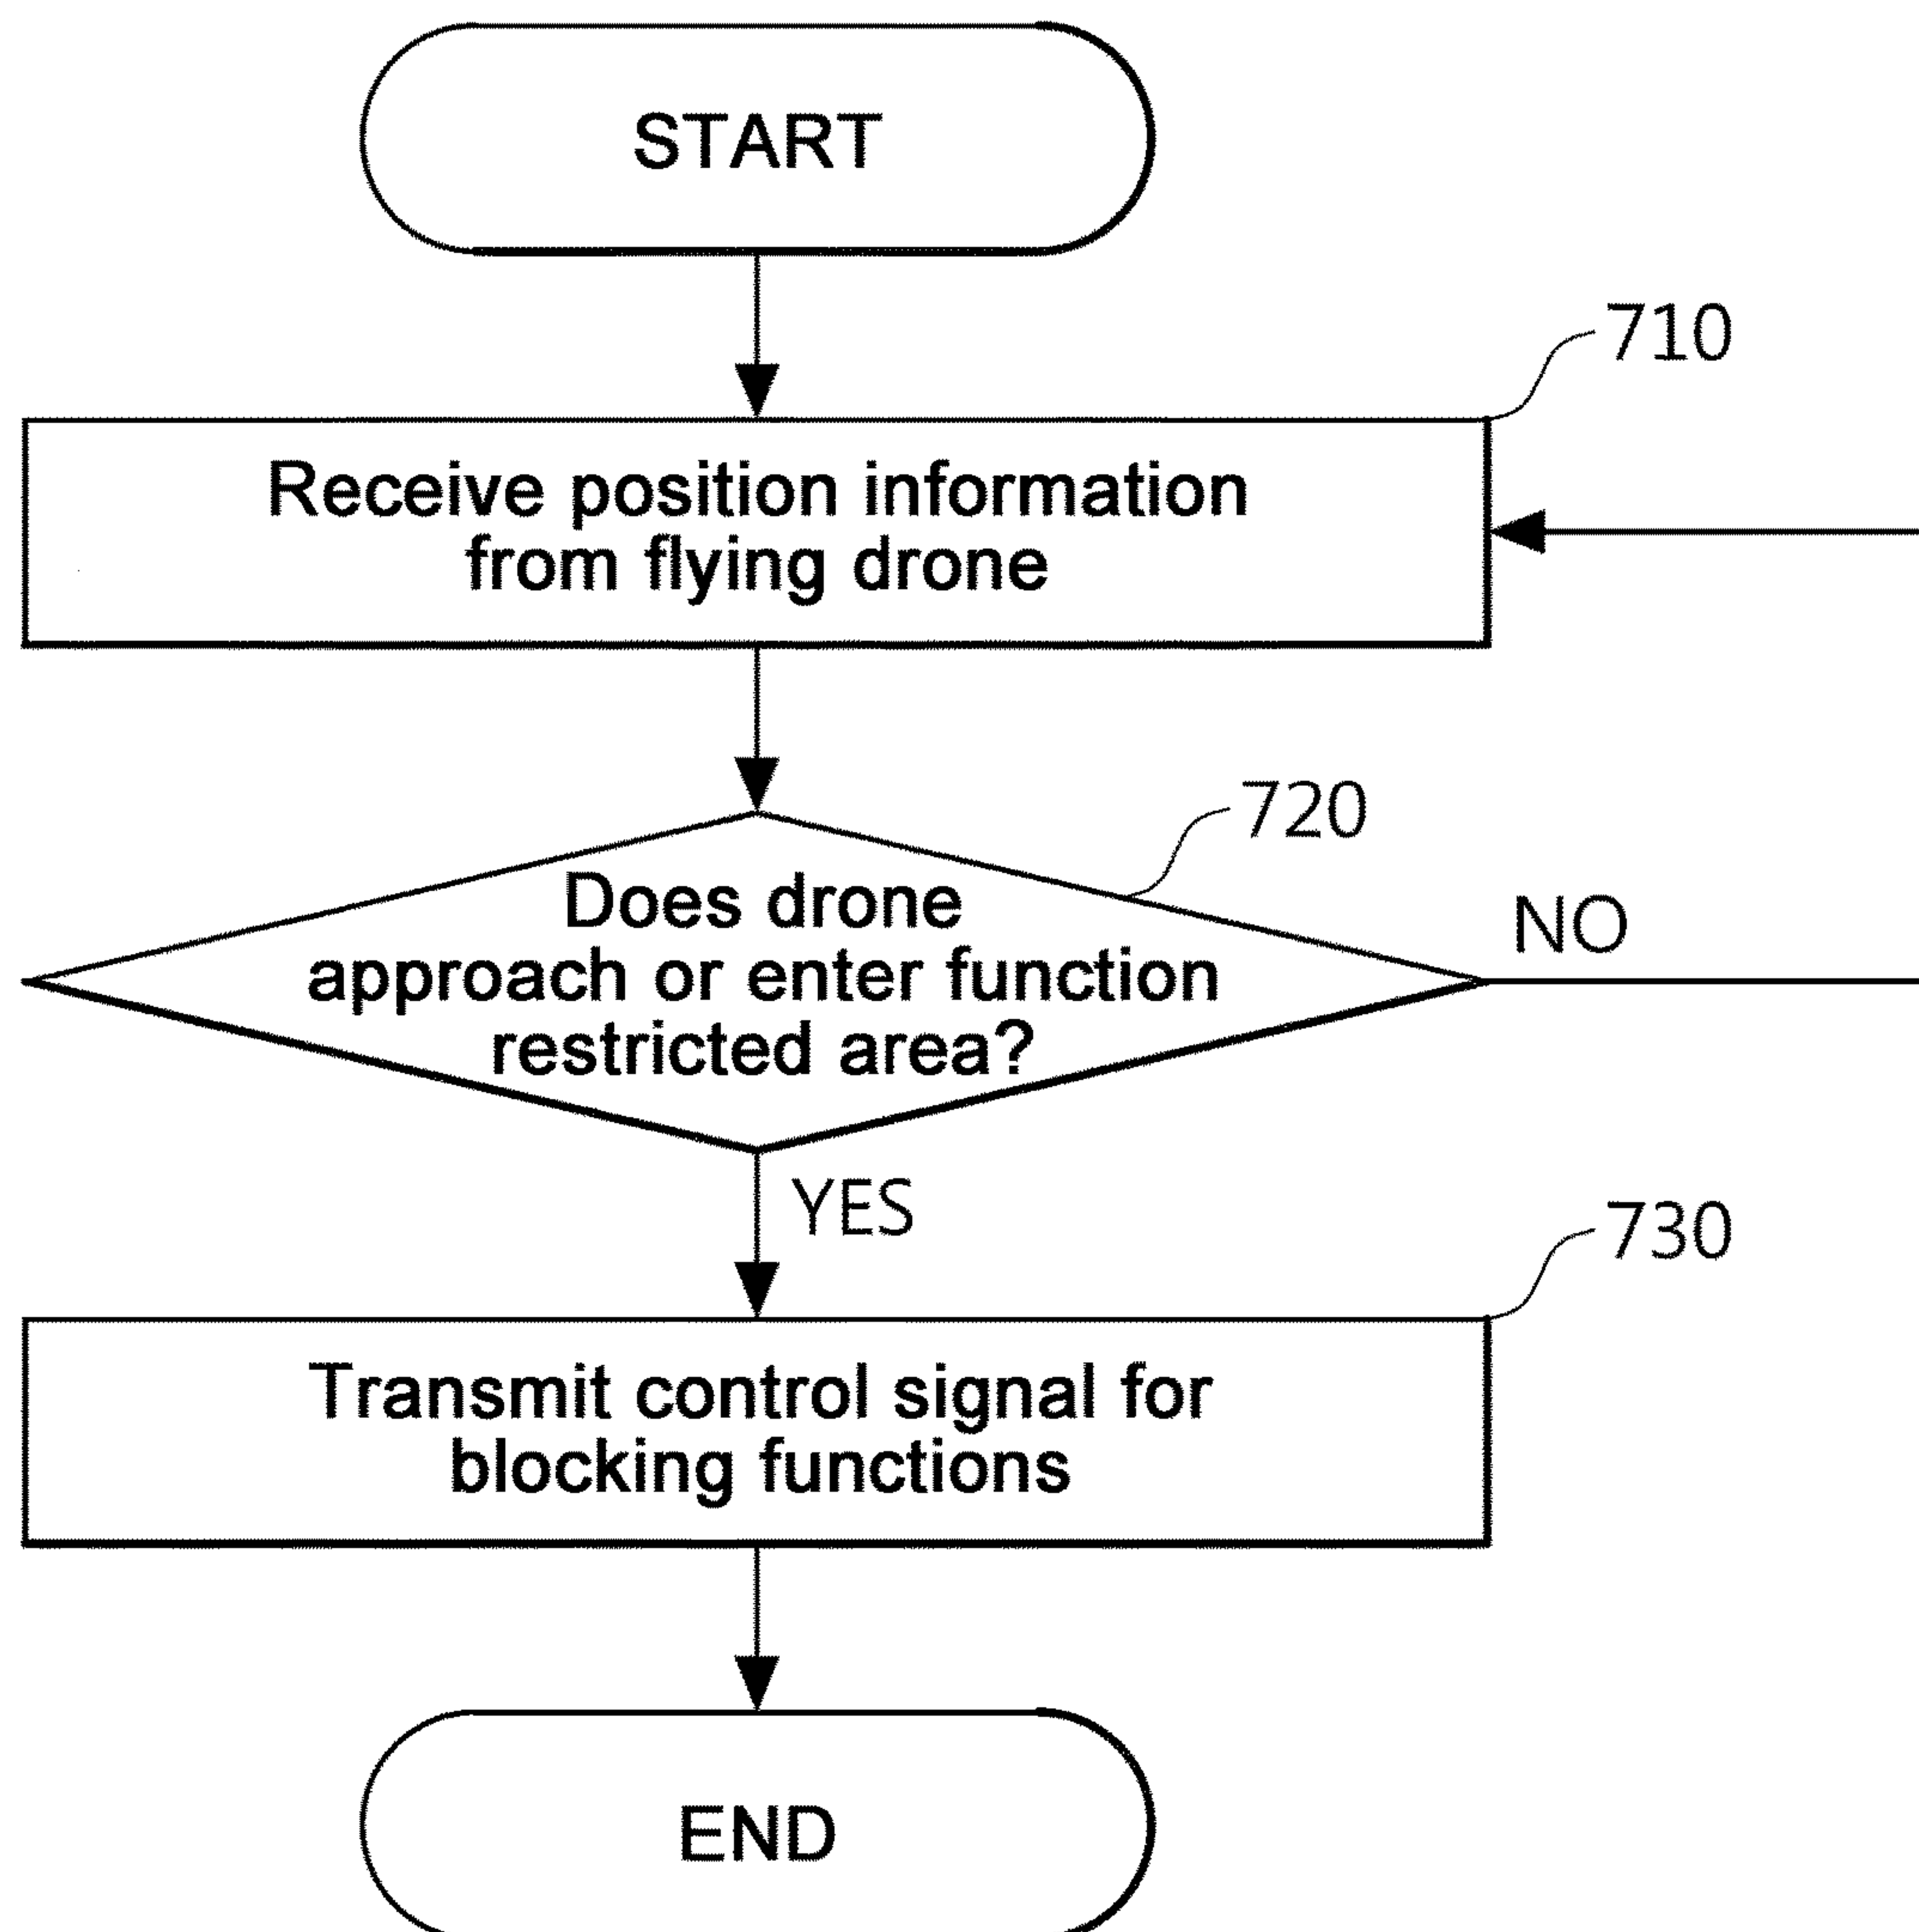 START
710
Receive position information
from flying drone
720
Does drone
approach or enter function
restricted area?
NO
YES
730
Transmit control signal for
blocking functions
END